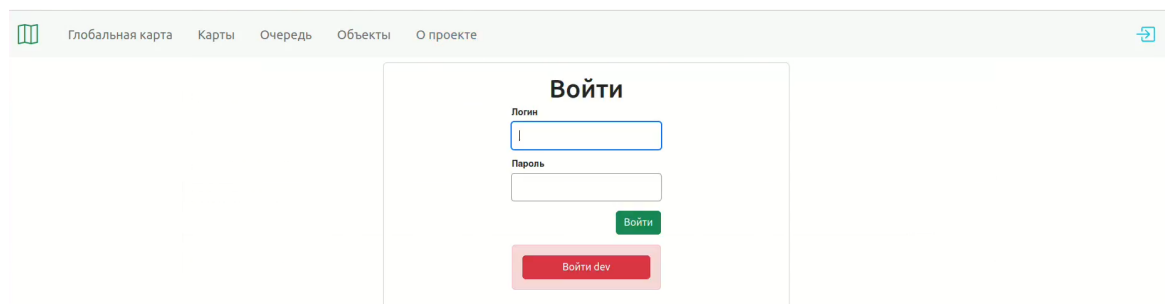 Глобальная карта Карты Очередь Объекты О проекте
Войти
Логин
Пароль
Войти
Войти dev